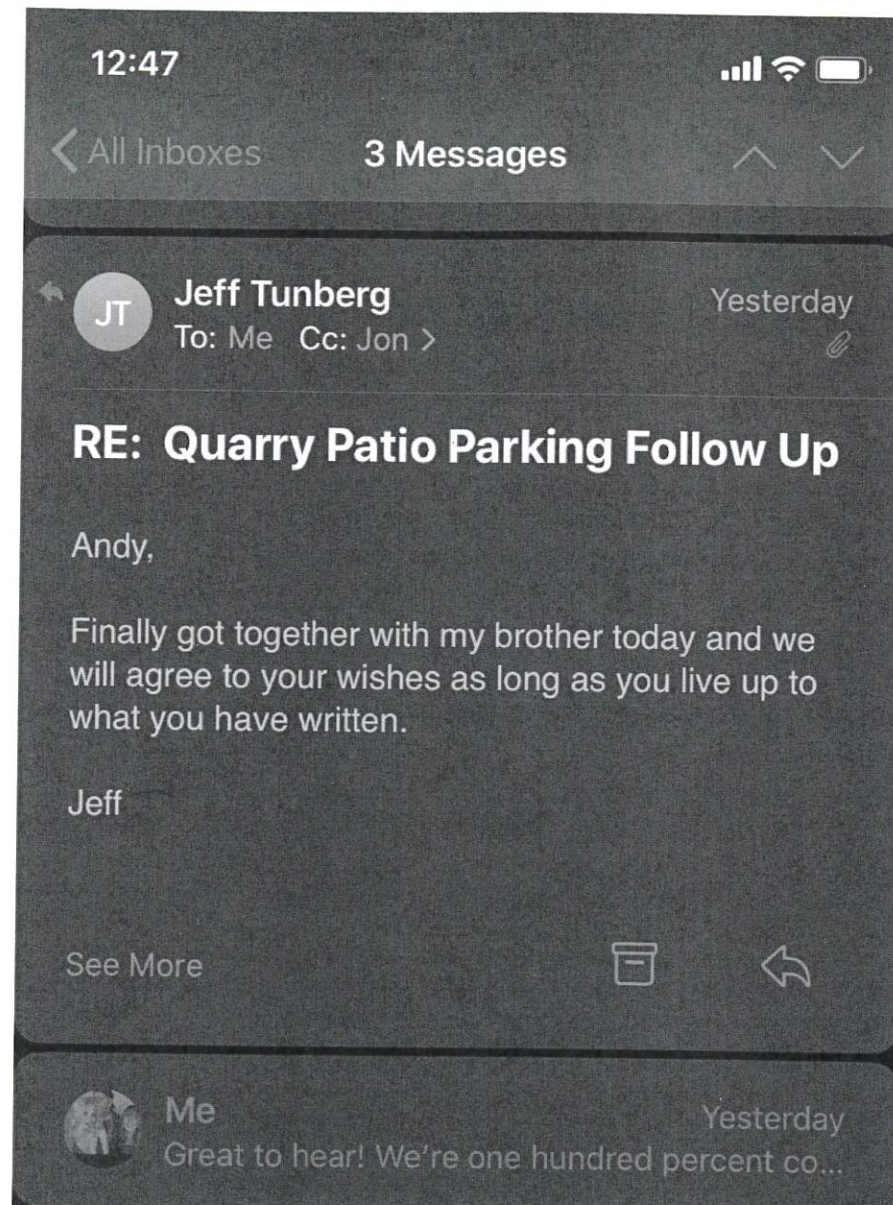 12:47
All Inboxes 3 Messages
JT
Jeff Tunberg
Yesterday
To: Me Cc: Jon >
RE: Quarry Patio Parking Follow Up
Andy,
Finally got together with my brother today and we
will agree to your wishes as long as you live up to
what you have written.
Jeff
See More
Me
Yesterday
Great to hear! We're one hundred percent co...